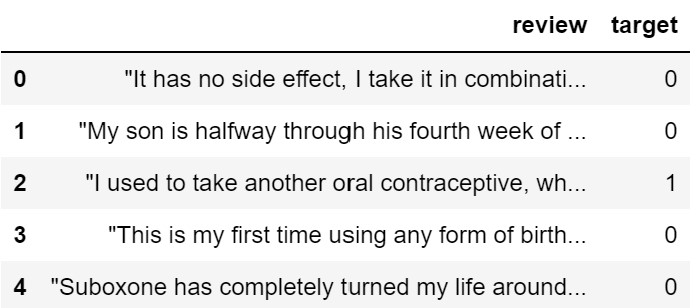 review target
0 "It has no side effect, I take it in combinati... 0
1 "My son is halfway through his fourth week of ... 0
2 "I used to take another oral contraceptive, wh... 1
3 "This is my first time using any form of birth... 0
4 "Suboxone has completely turned my life around... 0